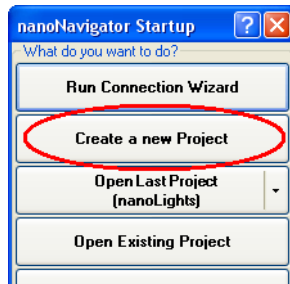 nanoNavigator Startup
What do you want to do?
Run Connection Wizard
Create a new Project
Open Last Project
(nanoLights)
Open Existing Project